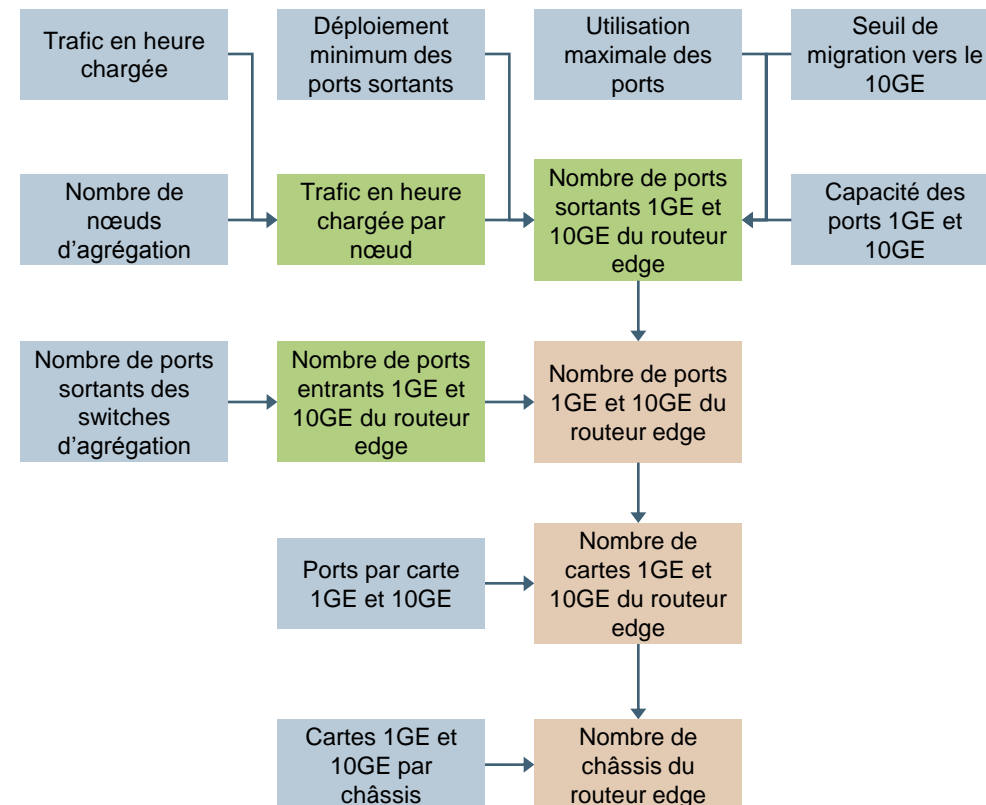 Trafic en heure
chargée
Déploiement
minimum des
ports sortants
Utilisation
maximale des
ports
Seuil de
migration vers le
10GE
Nombre de
nœuds
d’agrégation
Trafic en heure
chargée par
nœud
Nombre de ports
sortants 1GE et
10GE du routeur
edge
Capacité des
ports 1GE et
10GE
Nombre de ports
sortants des
switches
d’agrégation
Nombre de ports
entrants 1GE et
10GE du routeur
edge
Nombre de ports
1GE et 10GE du
routeur edge
Ports par carte
1GE et 10GE
Nombre de
cartes 1GE et
10GE du routeur
edge
Cartes 1GE et
10GE par
châssis
Nombre de
châssis du
routeur edge